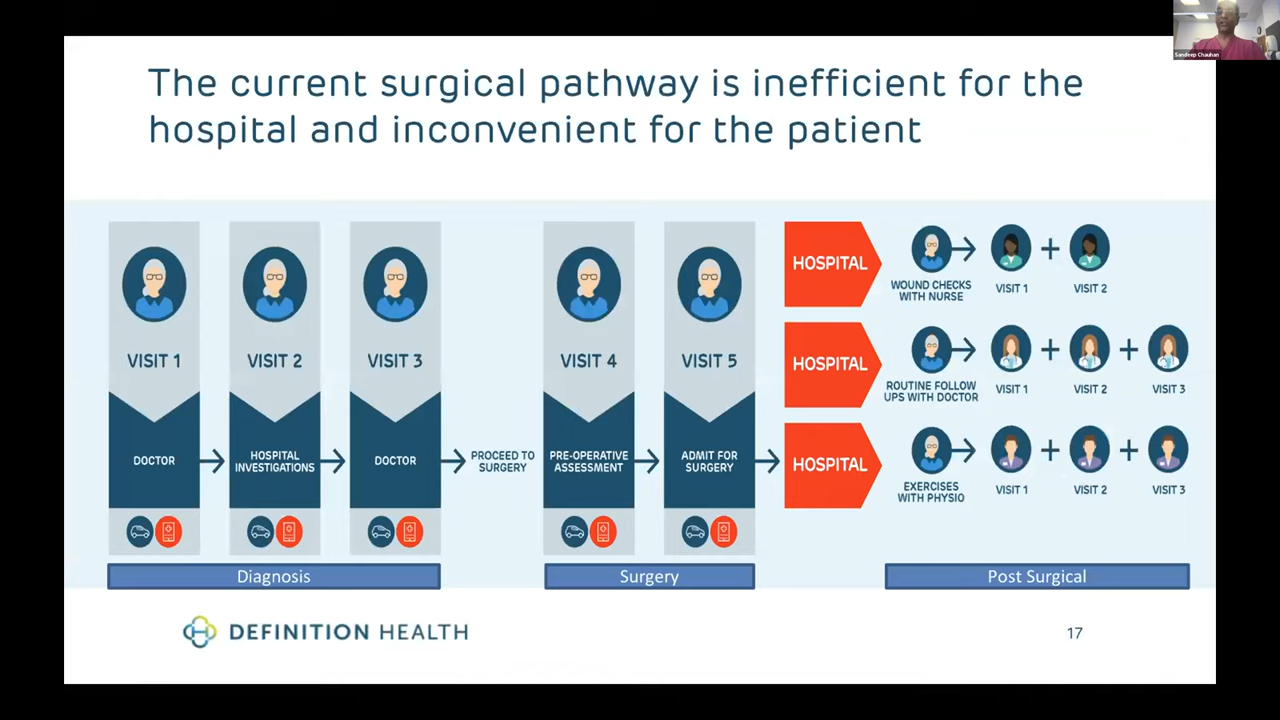 Sandeep Chauhan
The current surgical pathway is inefficient for the
hospital and inconvenient for the patient
VISIT 1
DOCTOR
VISIT 2
HOSPITAL
INVESTIGATIONS
VISIT 3
DOCTOR
PROCEED TO
SURGERY
VISIT 4
PRE-OPERATIVE
ASSESSMENT
VISIT 5
ADMIT FOR
SURGERY
HOSPITAL
WOUND CHECKS
WITH NURSE
VISIT 1
+
VISIT 2
HOSPITAL
ROUTINE FOLLOW
UPS WITH DOCTOR
VISIT 1
+
VISIT 2
+
VISIT 3
HOSPITAL
EXERCISES
WITH PHYSIO
VISIT 1
+
VISIT 2
+
VISIT 3
Diagnosis
Surgery
Post Surgical
DEFINITION HEALTH
17